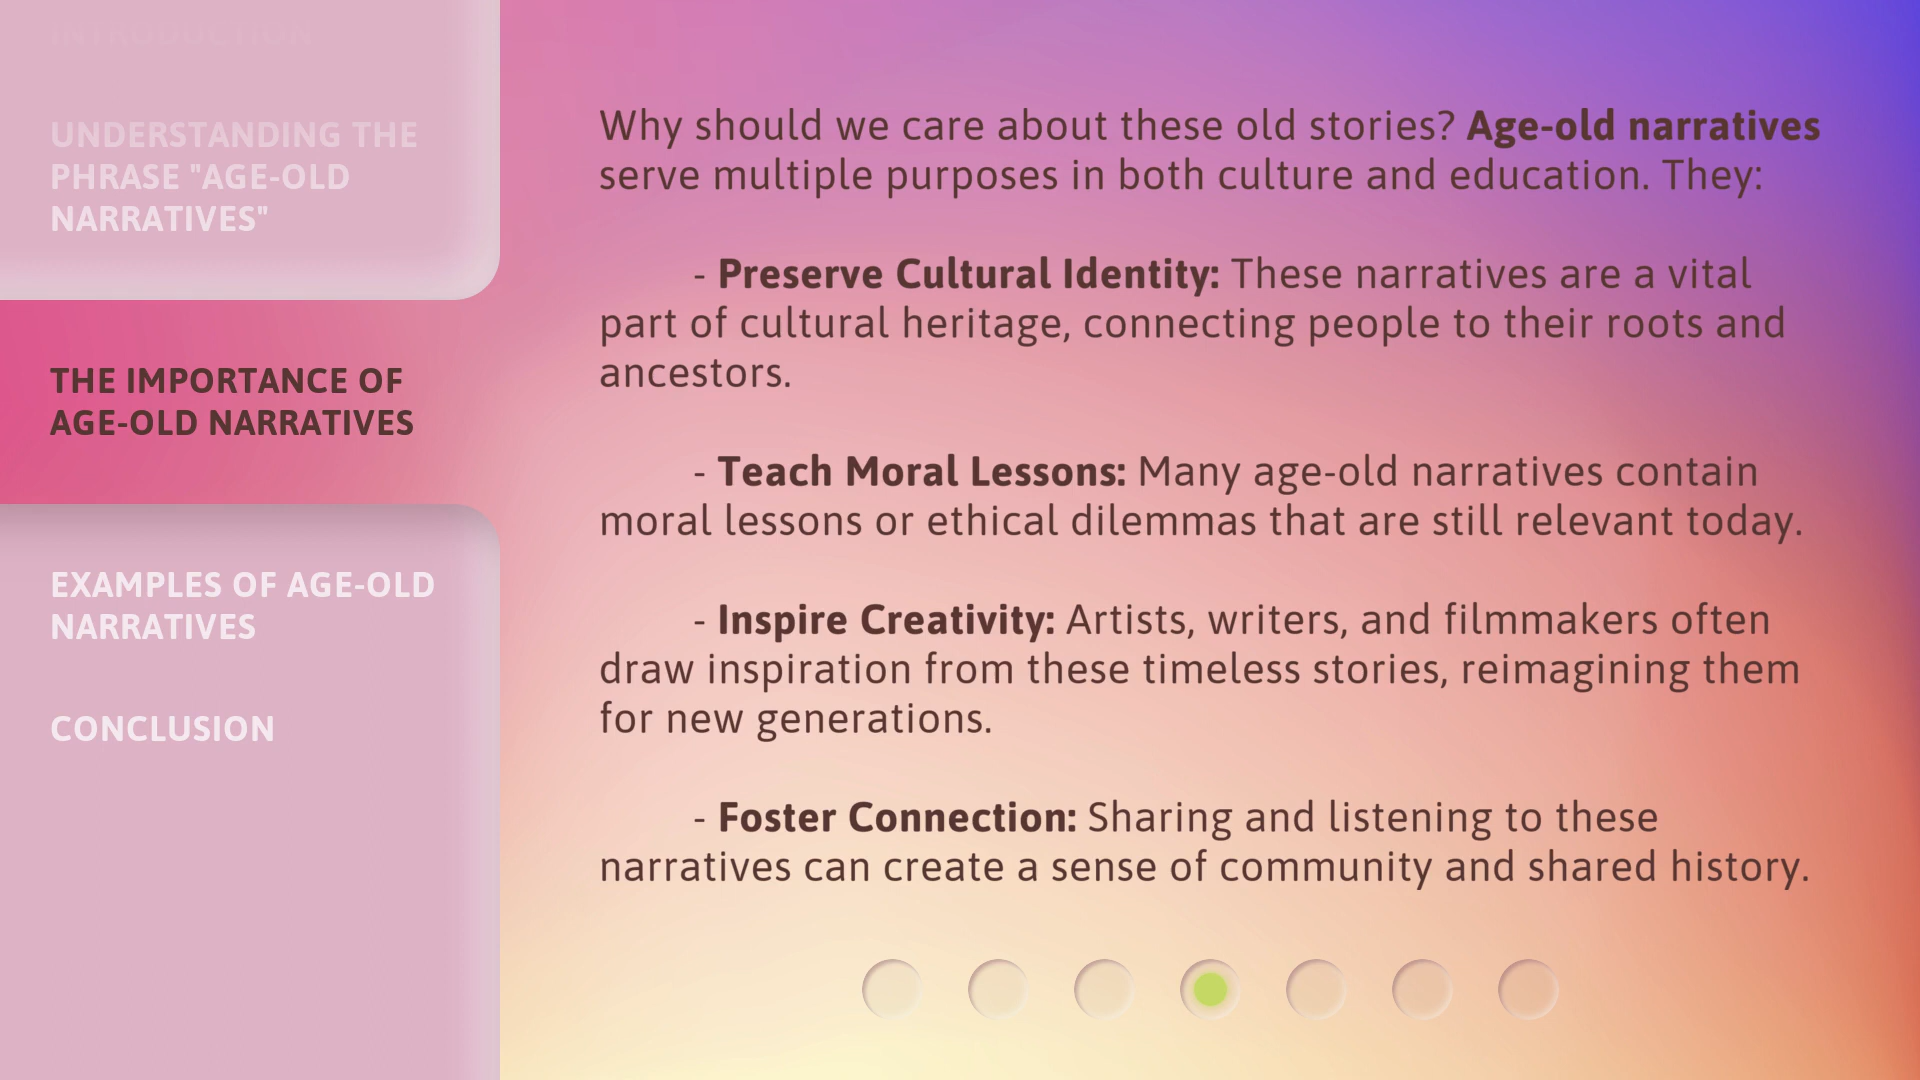 INTRODUCTION
UNDERSTANDING THE
PHRASE "AGE-OLD
NARRATIVES"
THE IMPORTANCE OF
AGE-OLD NARRATIVES
EXAMPLES OF AGE-OLD
NARRATIVES
CONCLUSION
Why should we care about these old stories? Age-old narratives
serve multiple purposes in both culture and education. They:
- Preserve Cultural Identity: These narratives are a vital
part of cultural heritage, connecting people to their roots and
ancestors.
- Teach Moral Lessons: Many age-old narratives contain
moral lessons or ethical dilemmas that are still relevant today.
- Inspire Creativity: Artists, writers, and filmmakers often
draw inspiration from these timeless stories, reimagining them
for new generations.
- Foster Connection: Sharing and listening to these
narratives can create a sense of community and shared history.